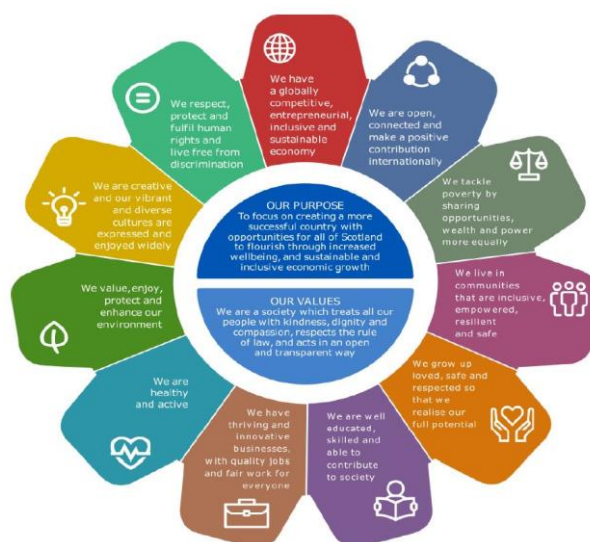 We have
a globally
competitive,
entrepreneurial,
inclusive and
sustainable
economy
We are open,
connected and
make a positive
contribution
internationally
We tackle
poverty by
sharing
opportunities,
wealth and power
more equally
We live in
communities
that are inclusive,
empowered,
resilient
and safe
We grow up
loved, safe and
respected so
that we
realise our
full potential
We are well
educated,
skilled and
able to
contribute
to society
We have
thriving and
innovative
businesses,
with quality jobs
and fair work for
everyone
We are
healthy
and active
We value, enjoy,
protect and
enhance our
environment
We are creative
and our vibrant
and diverse
cultures are
expressed and
enjoyed widely
We respect,
protect and
fulfil human
rights and
live free from
discrimination
OUR PURPOSE
To focus on creating a more
successful country with
opportunities for all of Scotland
to flourish through increased
wellbeing, and sustainable and
inclusive economic growth
OUR VALUES
We are a society which treats all our
people with kindness, dignity and
compassion, respects the rule
of law, and acts in an
open and transparent
way